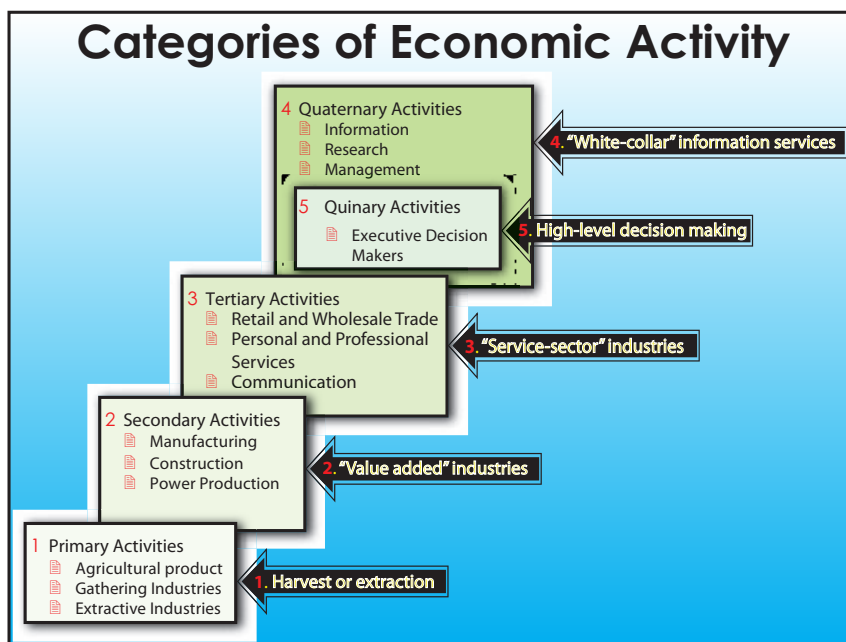 Categories of Economic Activity
4 Quaternary Activities
Information
Research
Management
4. “White-collar” information services
5 Quinary Activities
Executive Decision
Makers
5. High-level decision making
3 Tertiary Activities
Retail and Wholesale Trade
Personal and Professional
Services
Communication
3. “Service-sector” industries
2 Secondary Activities
Manufacturing
Construction
Power Production
2. “Value added” industries
1 Primary Activities
Agricultural product
Gathering Industries
Extractive Industries
1. Harvest or extraction